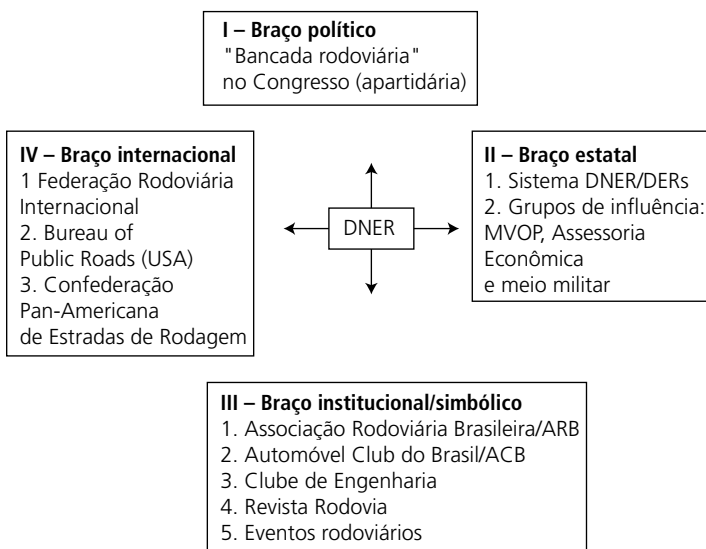 I – Braço político
"Bancada rodoviária"
no Congresso (apartidária)
IV – Braço internacional
1 Federação Rodoviária
Internacional
2. Bureau of
Public Roads (USA)
3. Confederação
Pan-Americana
de Estradas de Rodagem
DNER
II – Braço estatal
1. Sistema DNER/DERs
2. Grupos de influência:
MVOP, Assessoria
Econômica
e meio militar
III – Braço institucional/simbólico
1. Associação Rodoviária Brasileira/ARB
2. Automóvel Club do Brasil/ACB
3. Clube de Engenharia
4. Revista Rodovia
5. Eventos rodoviários